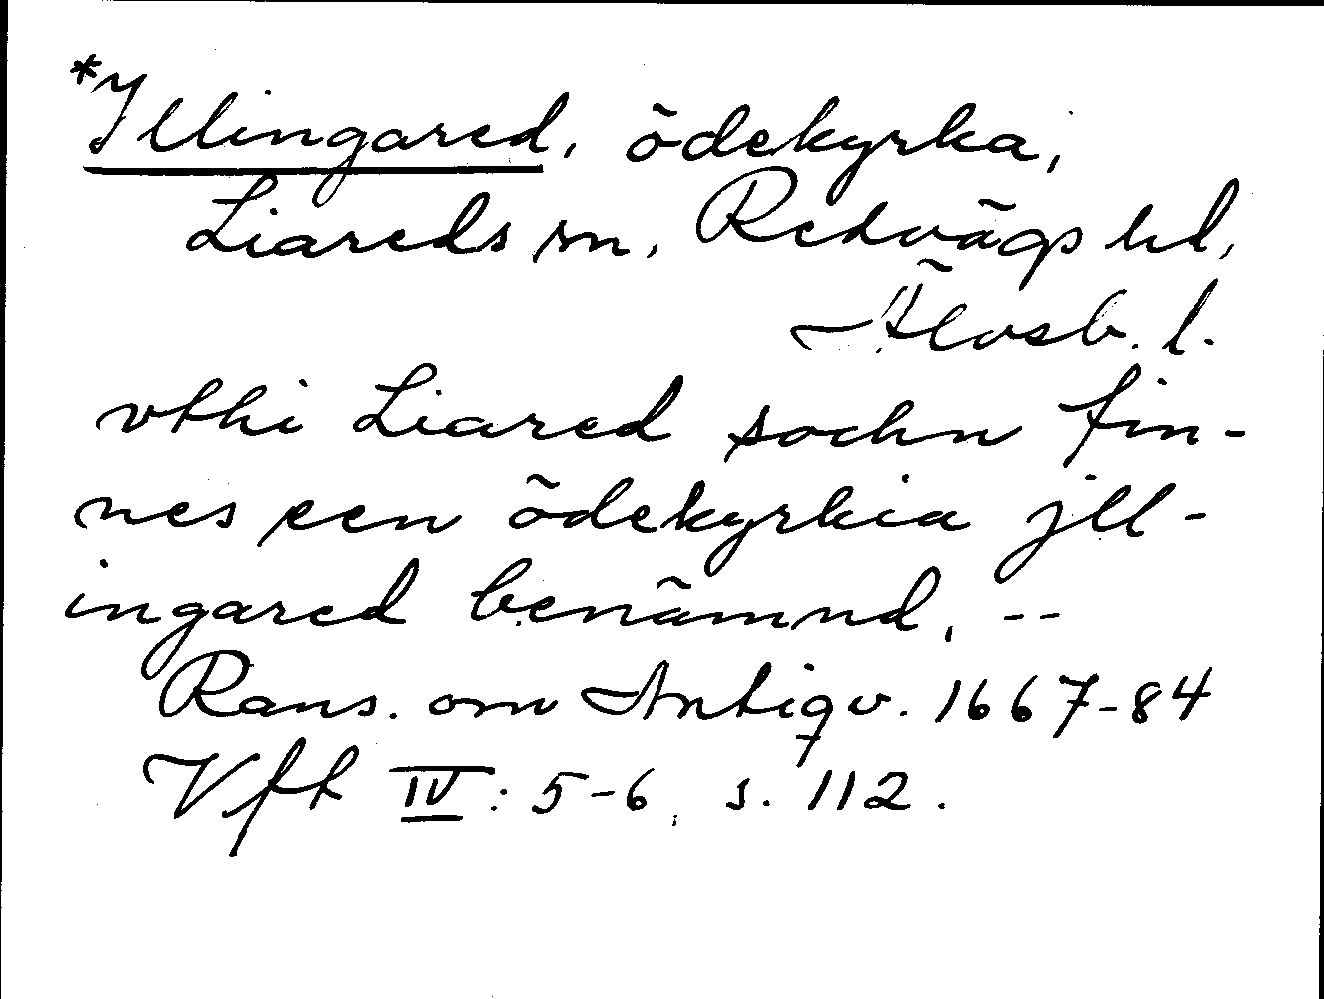 *Illingared, ödekyrka,
Liareds sn, Redvägs hd,
Älvsb. l.
vthi Liared sochn fin-
nes een ödekyrkia jll-
ingared benämnd, --
Rans. om Antiqv. 1667-84
Vft IV: 5-6, s. 112.